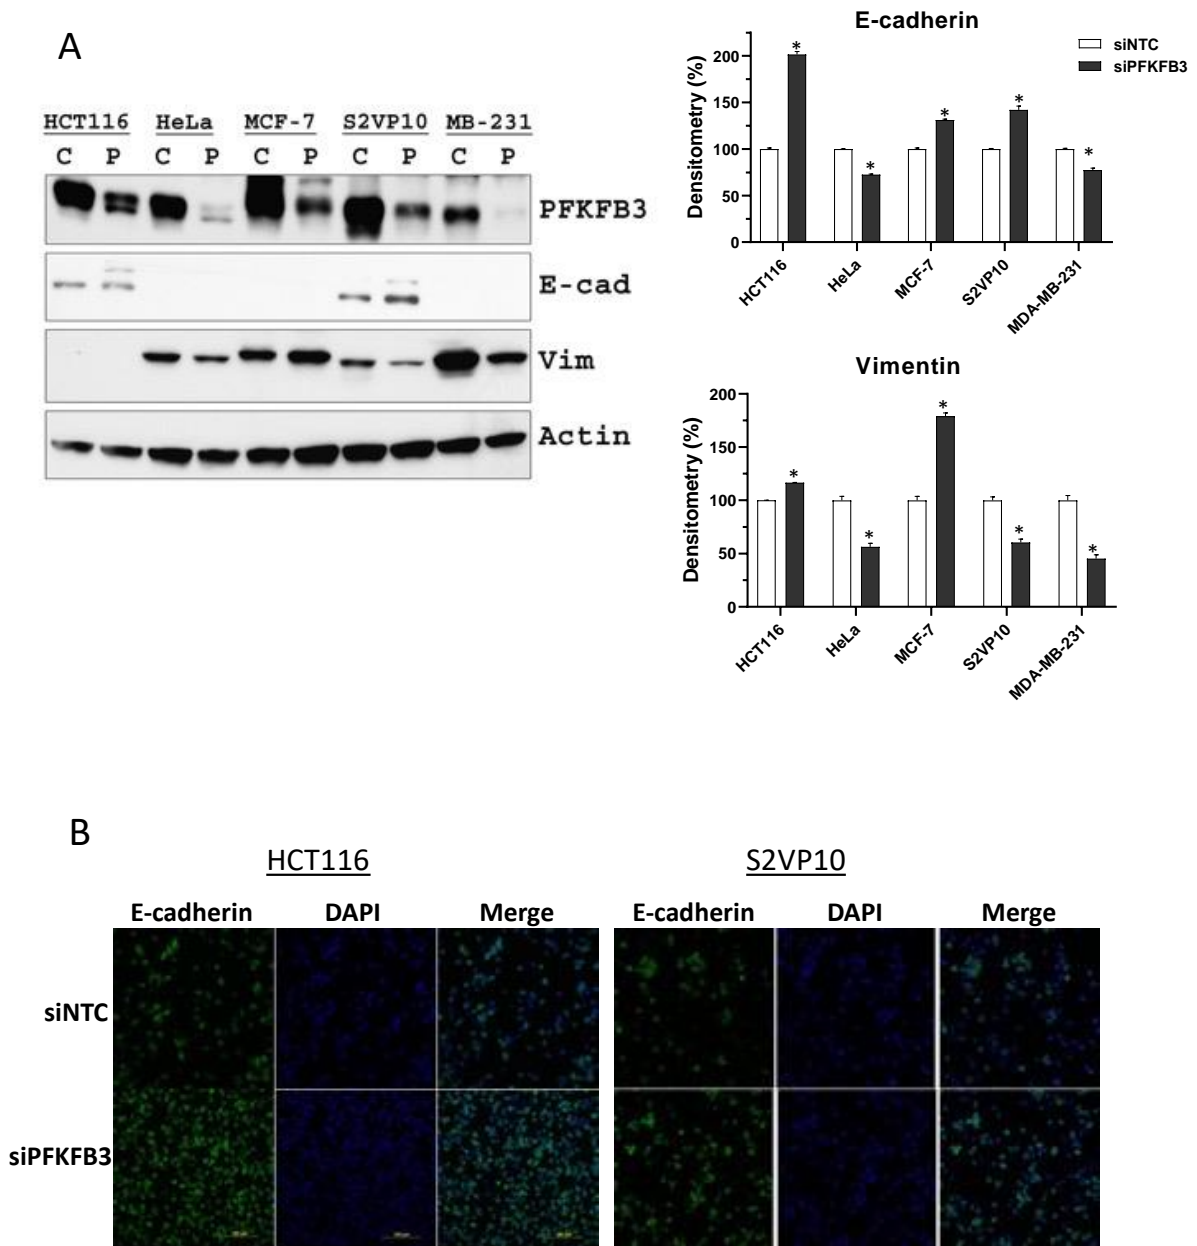 A
HCT116 HeLa MCF-7 S2VP10 MB-231
C P C P C P C P C P
PFKFB3
E-cad
Vim
Actin
E-cadherin
siNTC
siPFKFB3
Densitometry (%)
200
150
100
50
0
HCT116
HeLa
MCF-7
S2VP10
MDA-MB-231
* * * * *
Vimentin
Densitometry (%)
200
150
100
50
0
HCT116
HeLa
MCF-7
S2VP10
MDA-MB-231
* * * * *
B
HCT116 S2VP10
E-cadherin DAPI Merge E-cadherin DAPI Merge
siNTC
siPFKFB3